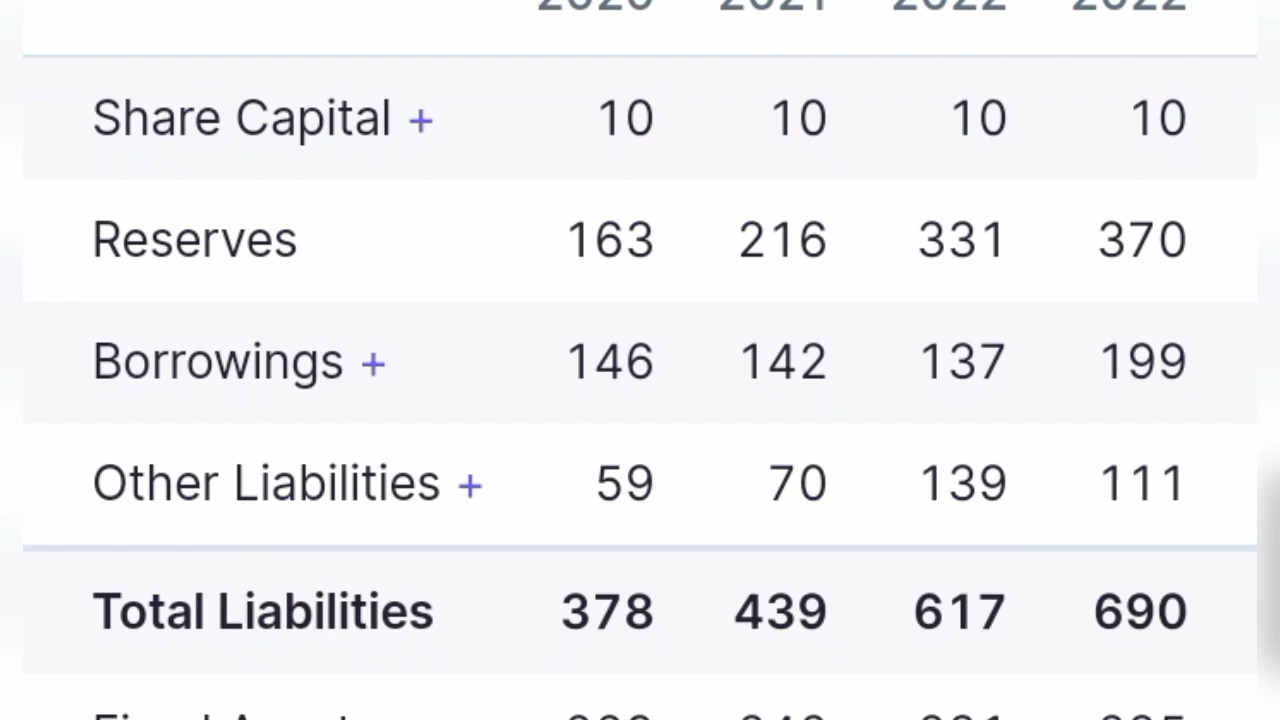 2020 2021 2022 2022
Share Capital + 10 10 10 10
Reserves 163 216 331 370
Borrowings + 146 142 137 199
Other Liabilities + 59 70 139 111
Total Liabilities 378 439 617 690